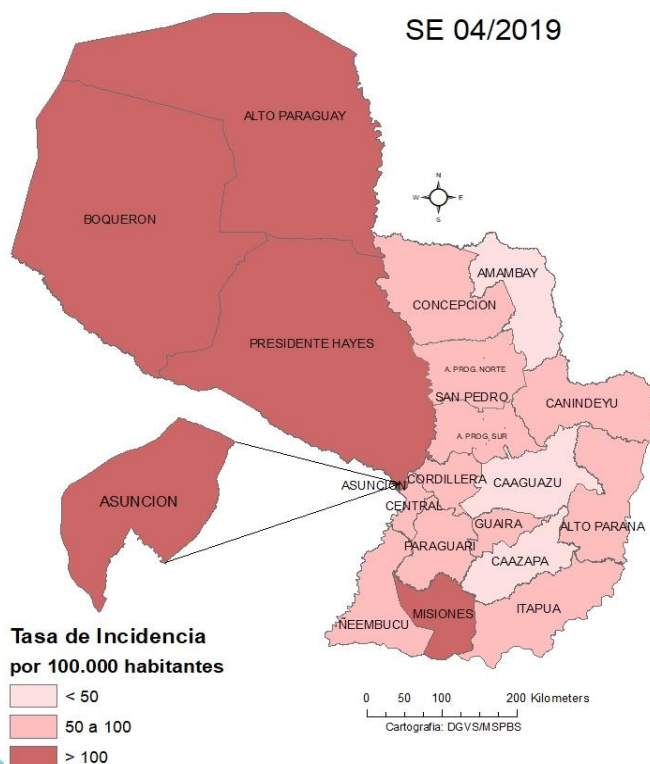 SE 04/2019
ALTO PARAGUAY
N
W E
S
BOQUERON
AMAMBAY
CONCEPCION
PRESIDENTE HAYES
A. PROG. NORTE
SAN PEDRO
CANINDEYU
A. PROG. SUR
ASUNCION
CORDILLERA
CAAGUAZU
ASUNCION
CENTRAL
GUAIRA
ALTO PARANA
PARAGUARI
CAAZAPA
MISIONES
ITAPUA
ÑEEMBUCU
Tasa de Incidencia
por 100.000 habitantes
< 50
50 a 100
> 100
0 50 100 200 Kilometers
Cartografia: DGVS/MSPBS